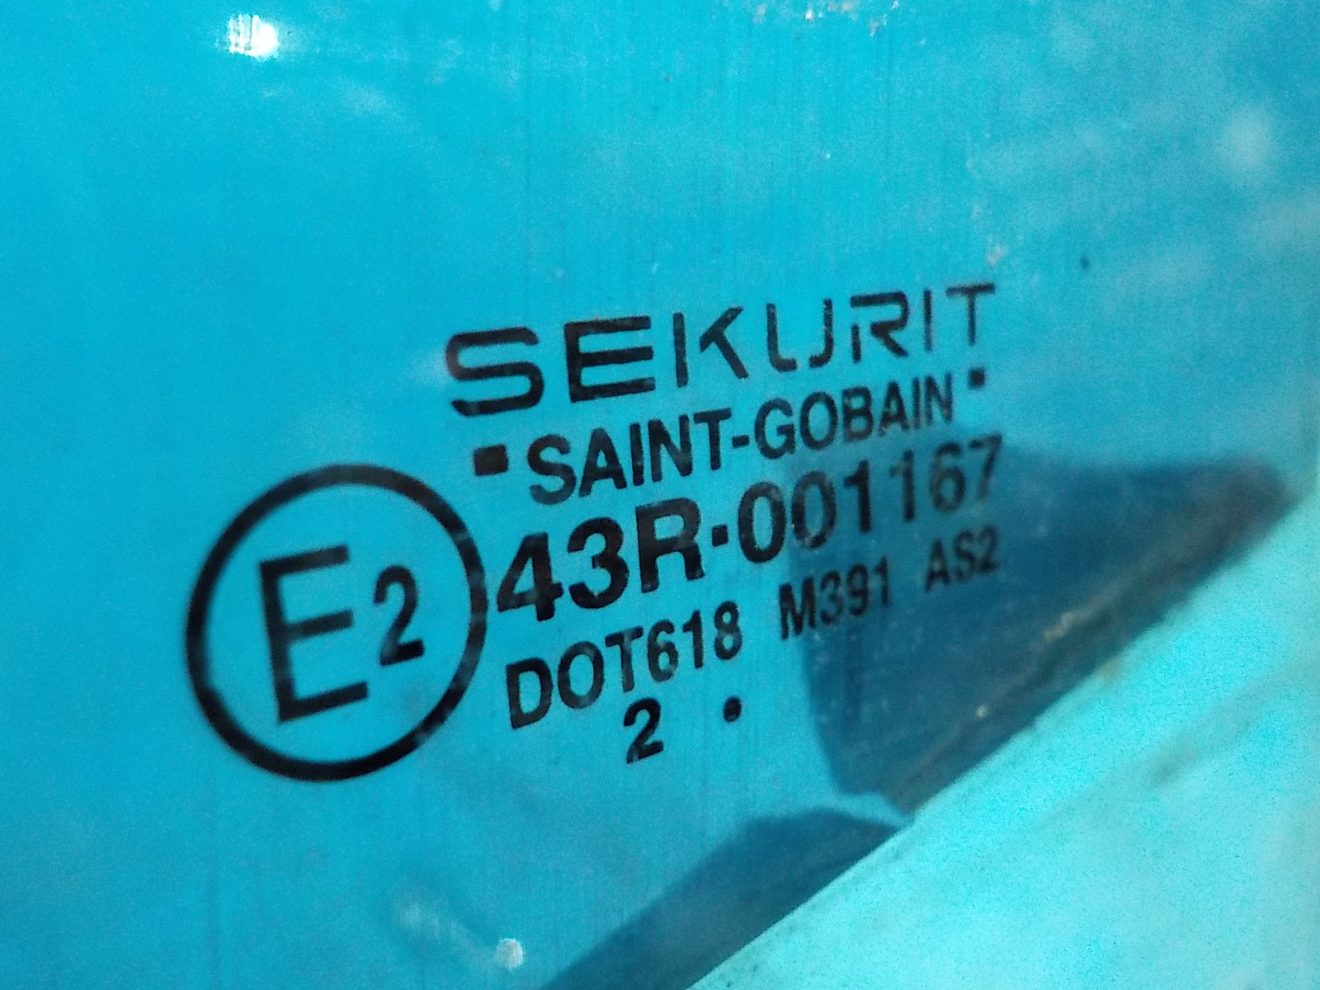 SEKURIT
▪SAINT-GOBAIN▪
E2 43R·001167
DOT618 M391 AS2
2 •